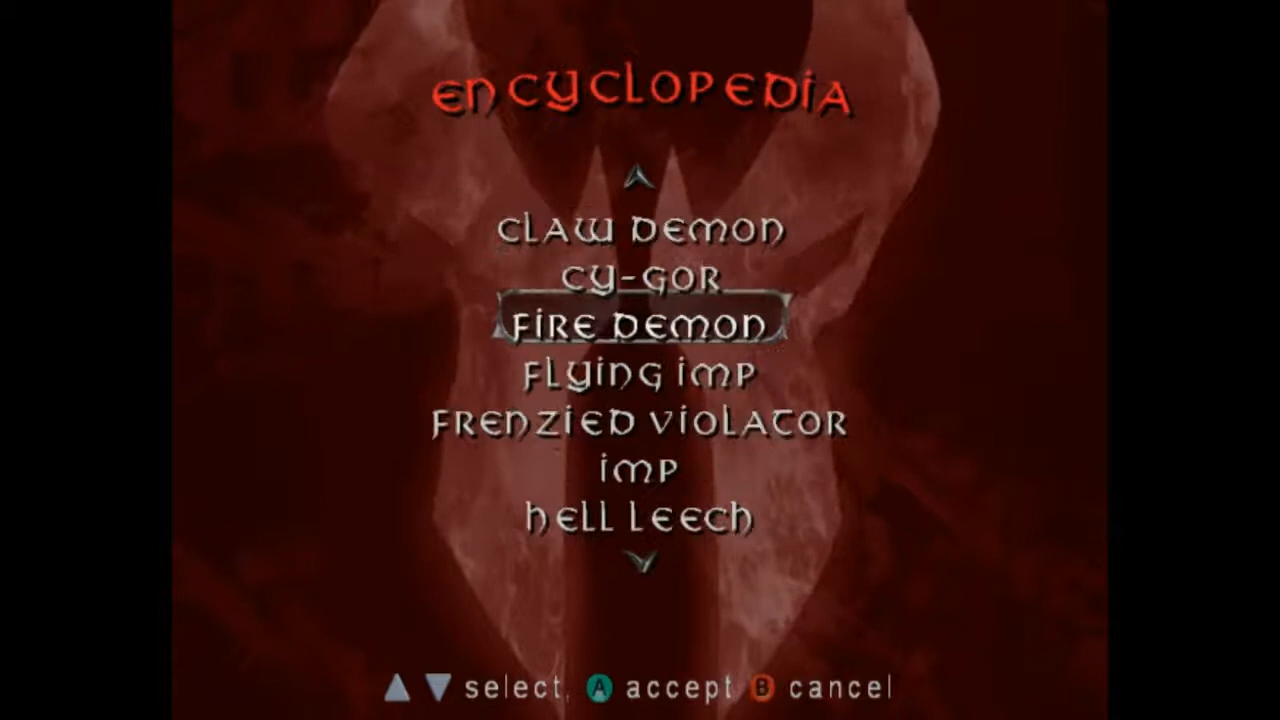 ENCYCLOPEDIA
CLAW DEMON
CY-GOR
FIRE DEMON
FLYING IMP
FRENZIED VIOLATOR
IMP
HELL LEECH
select, A accept B cancel